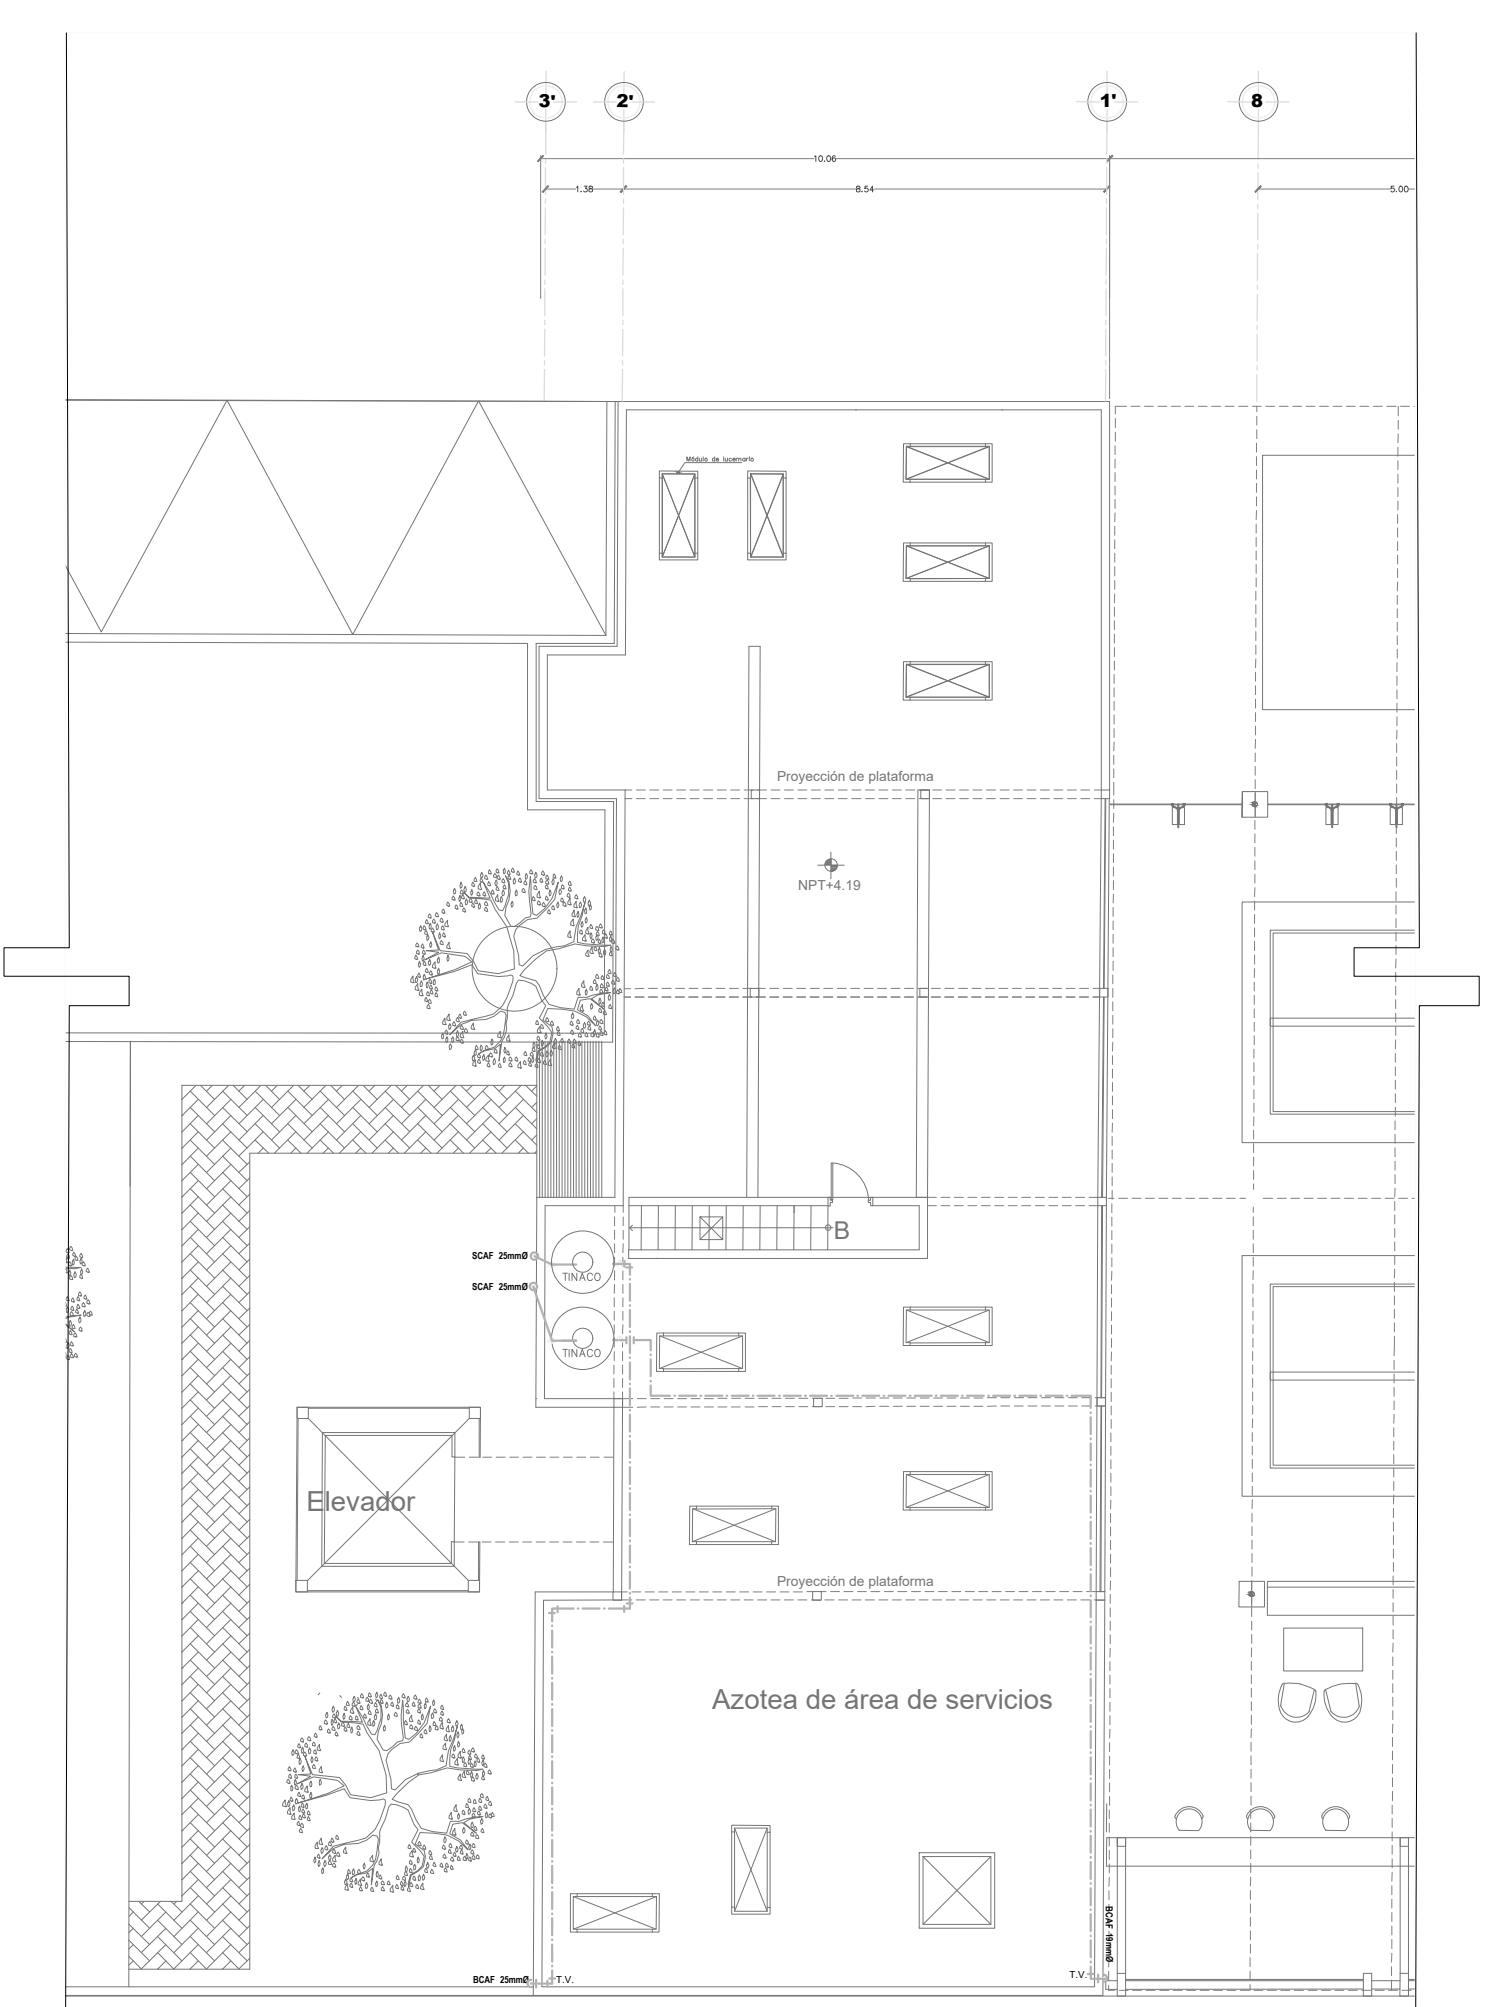 3' 2' 1' 8
10.06
1.38 8.54 5.00
Módulo de lucernario
Proyección de plataforma
NPT+4.19
B
SCAF 25mmØ
TINACO
SCAF 25mmØ
TINACO
Elevador
Proyección de plataforma
Azotea de área de servicios
BCAF 19mmØ
BCAF 25mmØ T.V. T.V.